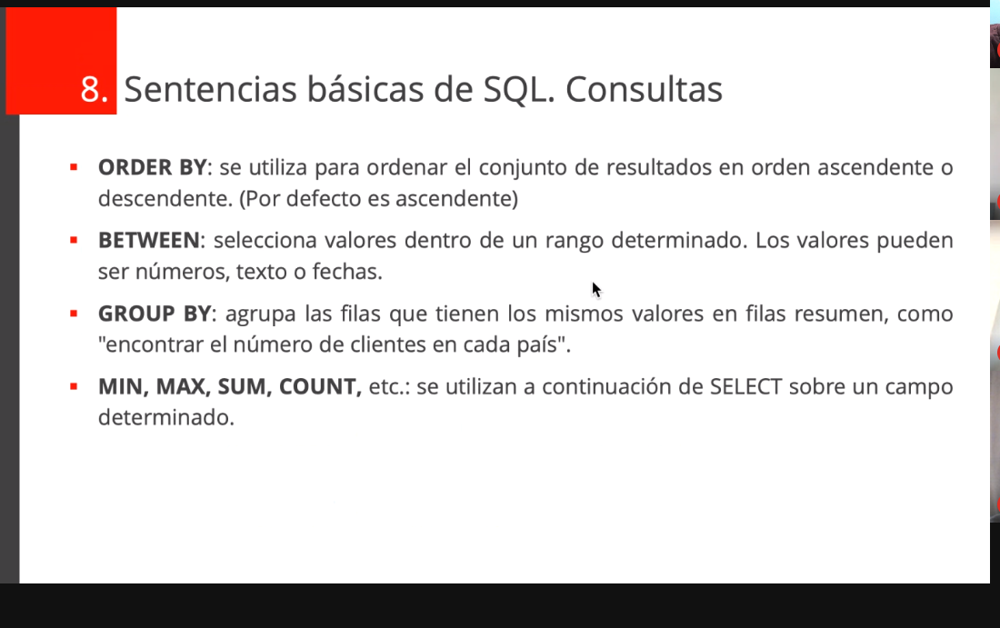 8. Sentencias básicas de SQL. Consultas
▪ ORDER BY: se utiliza para ordenar el conjunto de resultados en orden ascendente o
descendente. (Por defecto es ascendente)
▪ BETWEEN: selecciona valores dentro de un rango determinado. Los valores pueden
ser números, texto o fechas.
▪ GROUP BY: agrupa las filas que tienen los mismos valores en filas resumen, como
"encontrar el número de clientes en cada país".
▪ MIN, MAX, SUM, COUNT, etc.: se utilizan a continuación de SELECT sobre un campo
determinado.